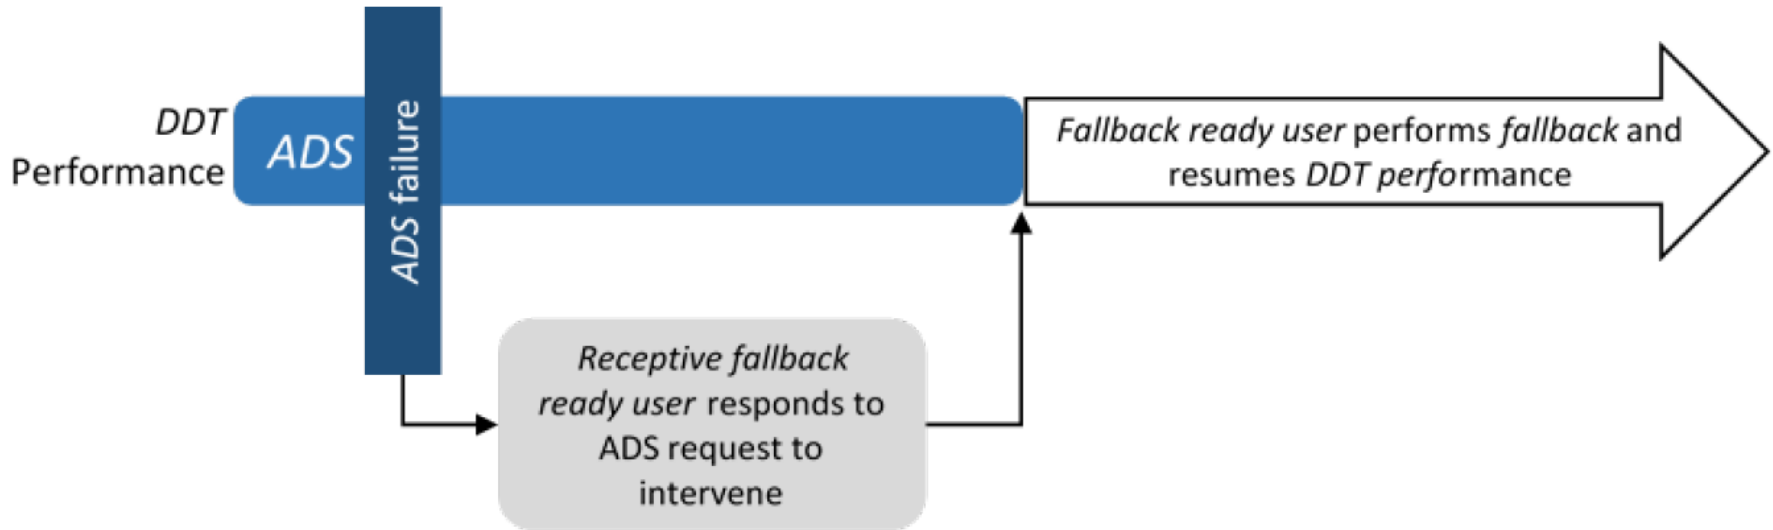 DDT
Performance
ADS
ADS failure
Fallback ready user performs fallback and
resumes DDT performance
Receptive fallback
ready user responds to
ADS request to
intervene